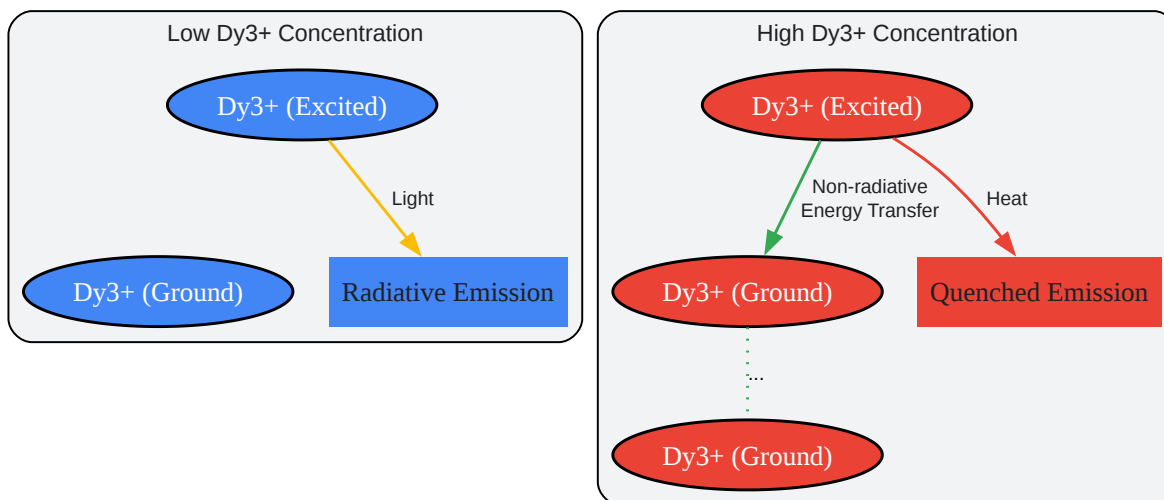 Low Dy3+ Concentration
Dy3+ (Excited)
Light
Dy3+ (Ground)
Radiative Emission
High Dy3+ Concentration
Dy3+ (Excited)
Non-radiative
Energy Transfer
Heat
Dy3+ (Ground)
Quenched Emission
...
Dy3+ (Ground)